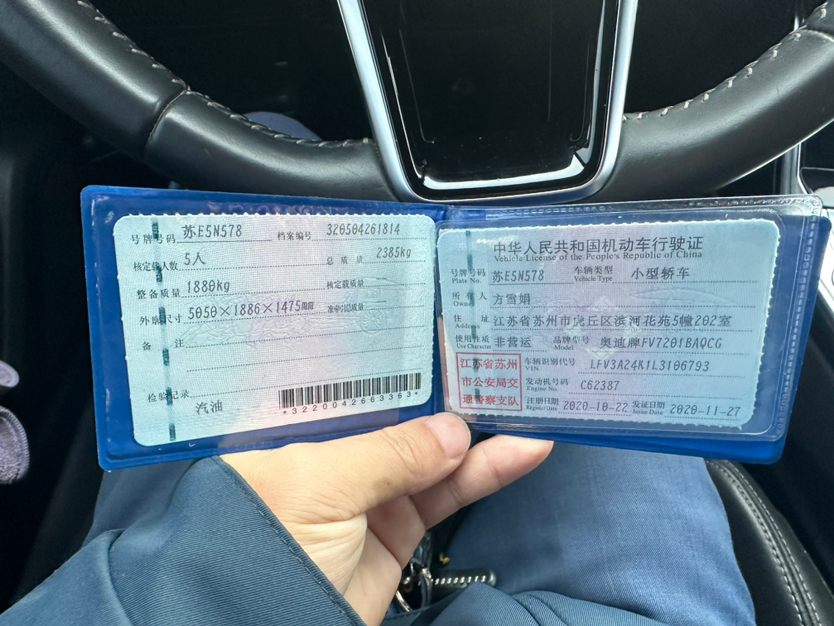 号牌号码 苏E5N578 档案编号 320504261814
核定载人数 5人 总质量 2385kg
整备质量 1880kg 核定载质量 —
外廓尺寸 5050×1886×1475mm 准牵引总质量 —
备注
检验记录
汽油
*3220042663363*
中华人民共和国机动车行驶证
Vehicle License of the People's Republic of China
号牌号码 苏E5N578 车辆类型 小型轿车
Plate No. Vehicle Type
所有人 方雪娟
Owner
住址 江苏省苏州市虎丘区滨河花苑5幢202室
Address
使用性质 非营运 品牌型号 奥迪牌FV7201BAQCG
Use Character Model
江苏省苏州
市公安局交
通警察支队
车辆识别代号 LFV3A24K1L3106793
VIN
发动机号码 C62387
Engine No.
注册日期 2020-10-22 发证日期 2020-11-27
Register Date Issue Date